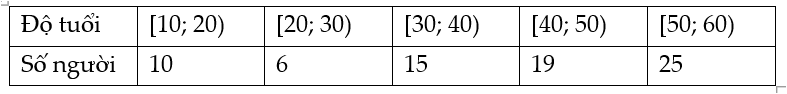 Độ tuổi [10; 20) [20; 30) [30; 40) [40; 50) [50; 60)
Số người 10 6 15 19 25